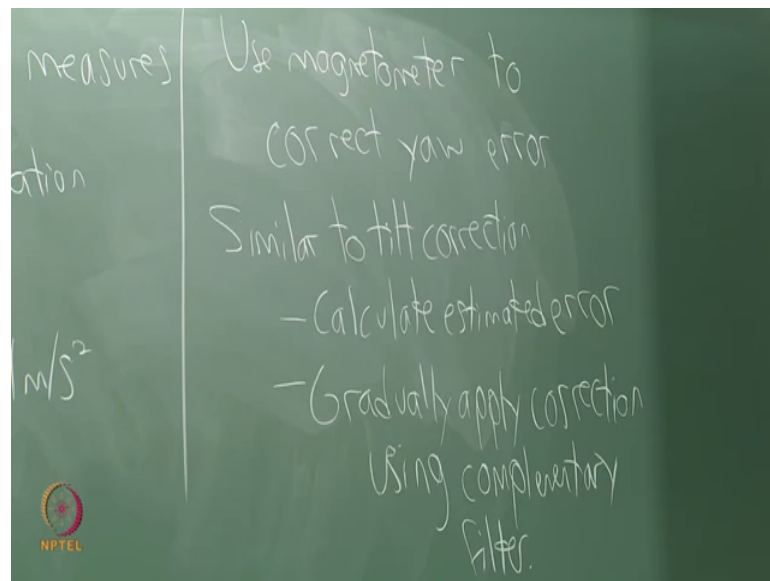 measures
ation
m/s²
Use magnetometer to
correct yaw error
Similar to tilt correction
- Calculate estimated error
- Gradually apply correction
using complementary
filter.
NPTEL